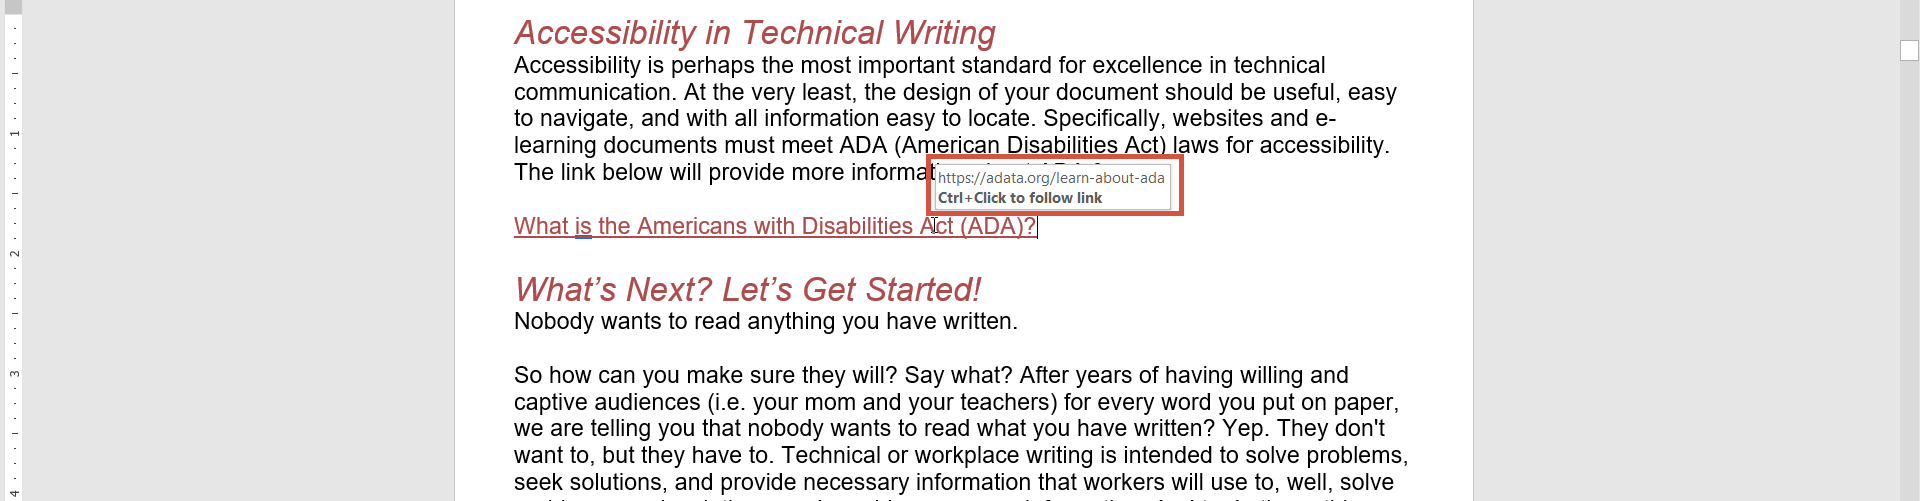 Accessibility in Technical Writing
Accessibility is perhaps the most important standard for excellence in technical
communication. At the very least, the design of your document should be useful, easy
to navigate, and with all information easy to locate. Specifically, websites and e-
learning documents must meet ADA (American Disabilities Act) laws for accessibility.
The link below will provide more informat
https://adata.org/learn-about-ada
Ctrl+Click to follow link
What is the Americans with Disabilities Act (ADA)?
What’s Next? Let’s Get Started!
Nobody wants to read anything you have written.
So how can you make sure they will? Say what? After years of having willing and
captive audiences (i.e. your mom and your teachers) for every word you put on paper,
we are telling you that nobody wants to read what you have written? Yep. They don't
want to, but they have to. Technical or workplace writing is intended to solve problems,
seek solutions, and provide necessary information that workers will use to, well, solve
1
2
3
4